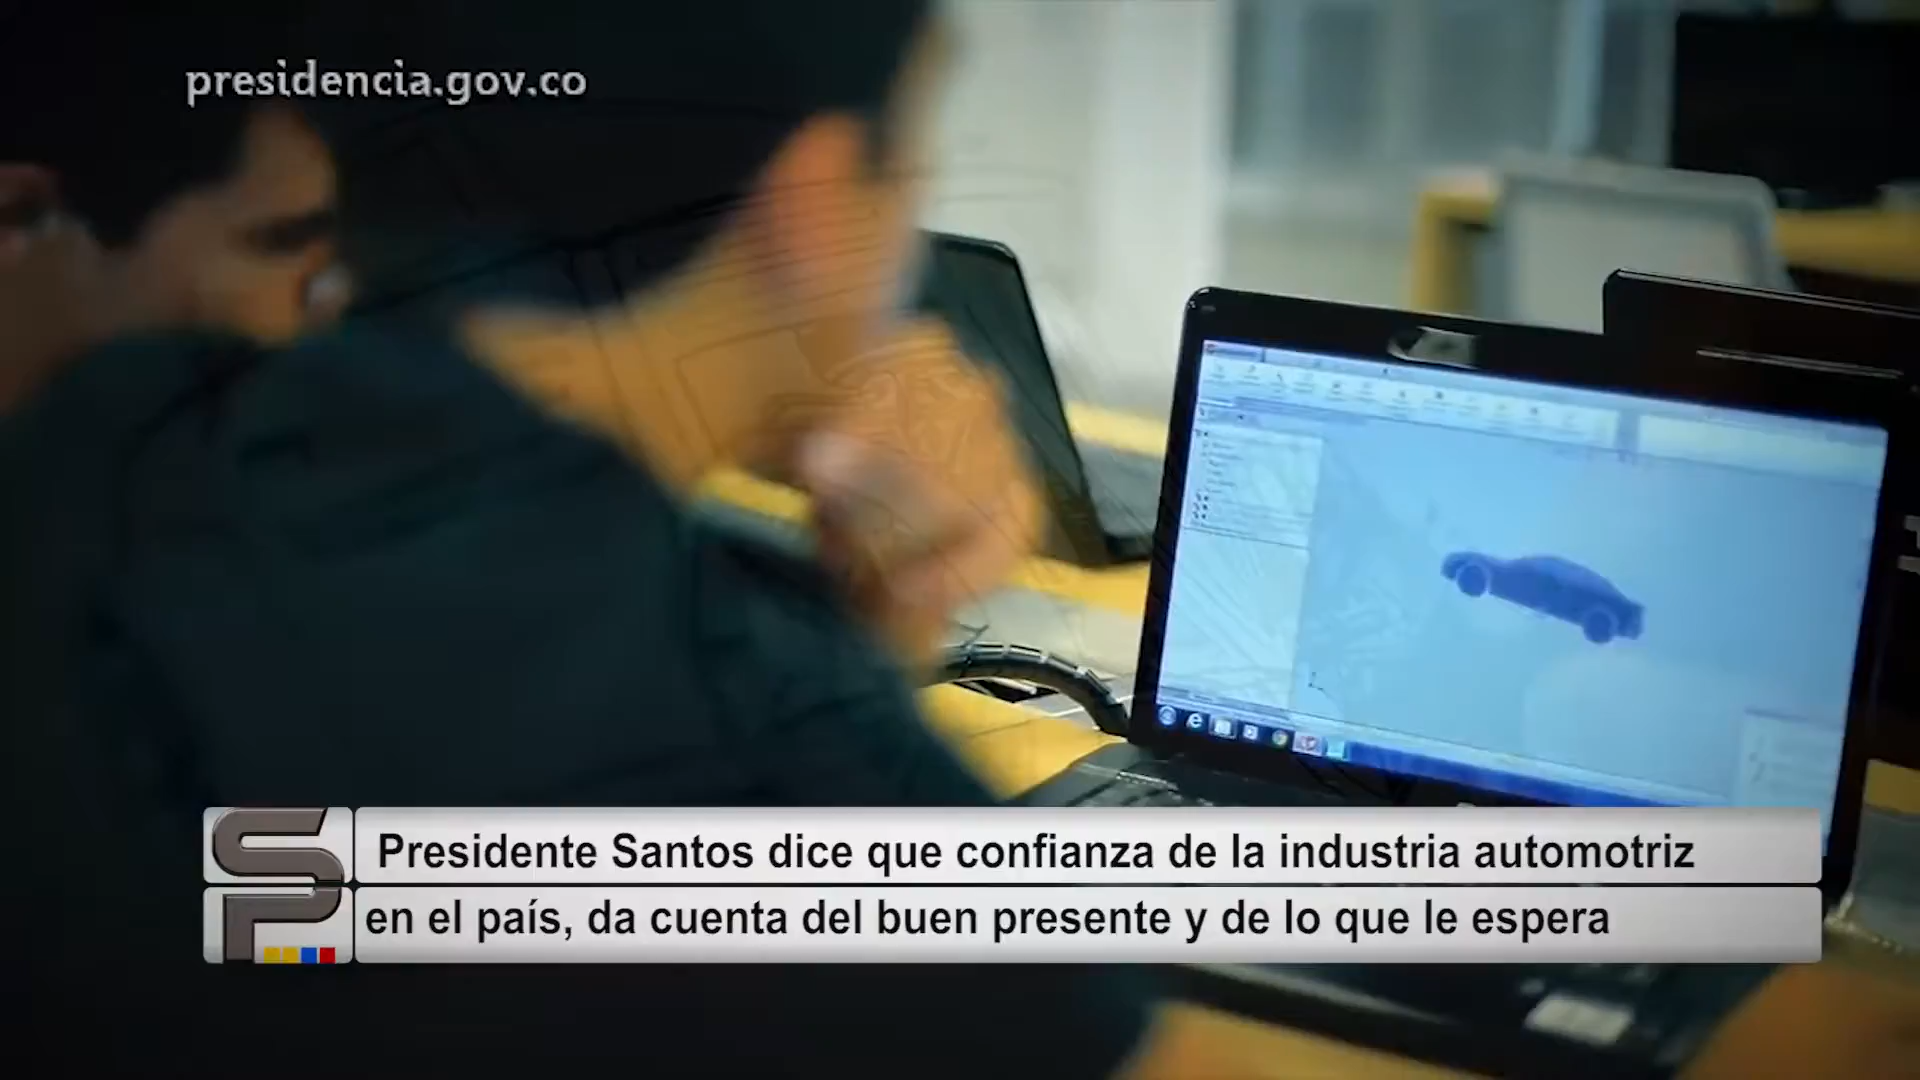 presidencia.gov.co
SP
Presidente Santos dice que confianza de la industria automotriz
en el país, da cuenta del buen presente y de lo que le espera